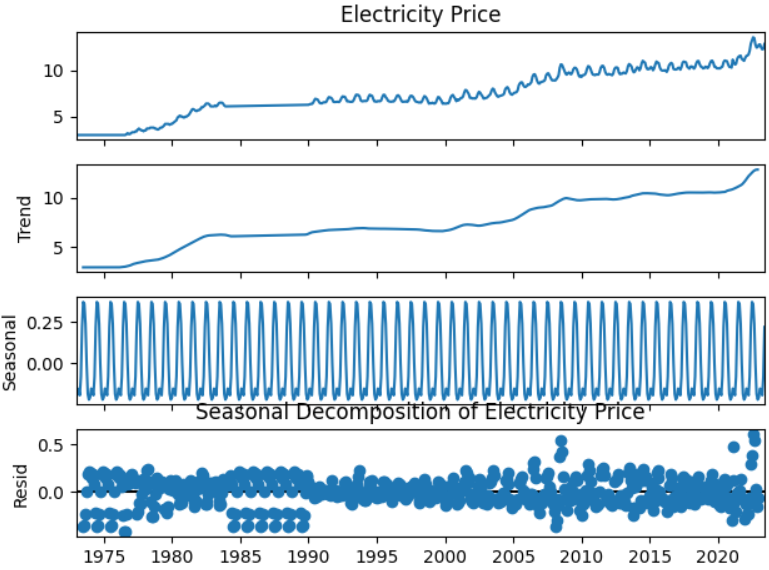 Electricity Price
10
5
Trend
10
5
Seasonal
0.25
0.00
Seasonal Decomposition of Electricity Price
Resid
0.5
0.0
1975 1980 1985 1990 1995 2000 2005 2010 2015 2020